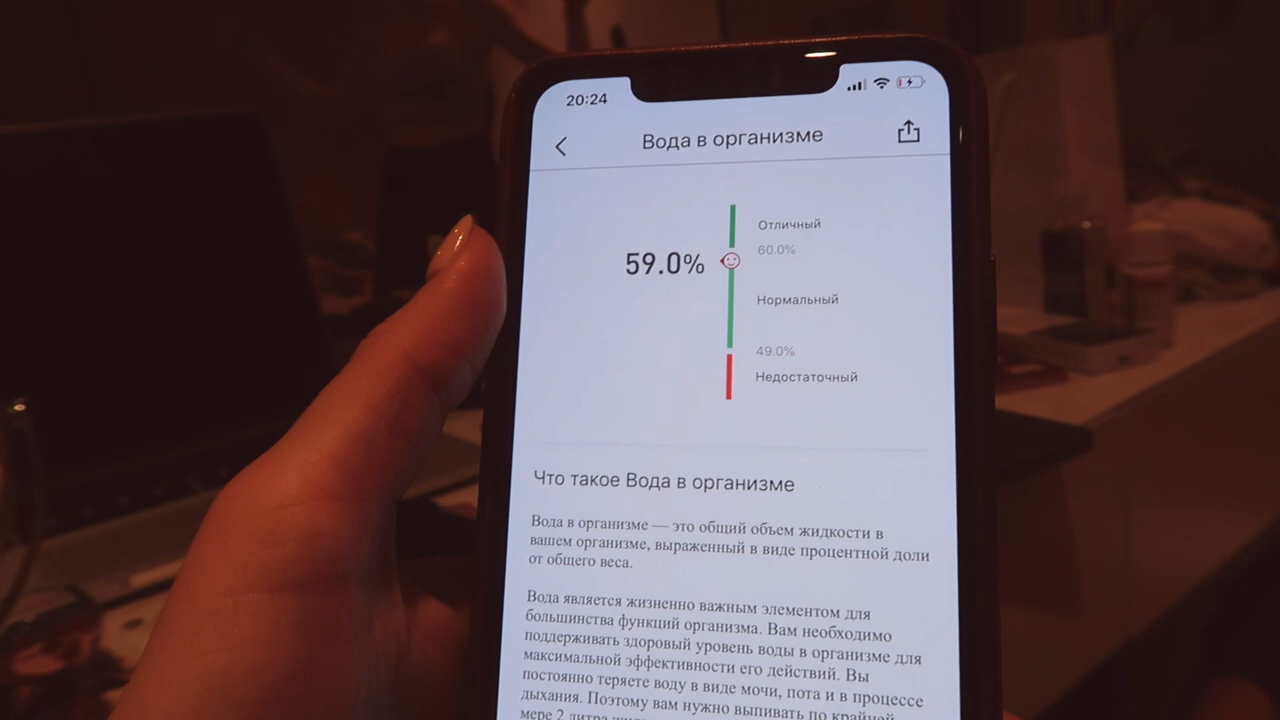 20:24
Вода в организме
Отличный
60.0%
59.0%
Нормальный
49.0%
Недостаточный
Что такое Вода в организме
Вода в организме — это общий объем жидкости в
вашем организме, выраженный в виде процентной доли
от общего веса.
Вода является жизненно важным элементом для
большинства функций организма. Вам необходимо
поддерживать здоровый уровень воды в организме для
максимальной эффективности его действий. Вы
постоянно теряете воду в виде мочи, пота и в процессе
дыхания. Поэтому вам нужно выпивать по крайней
мере 2 литра